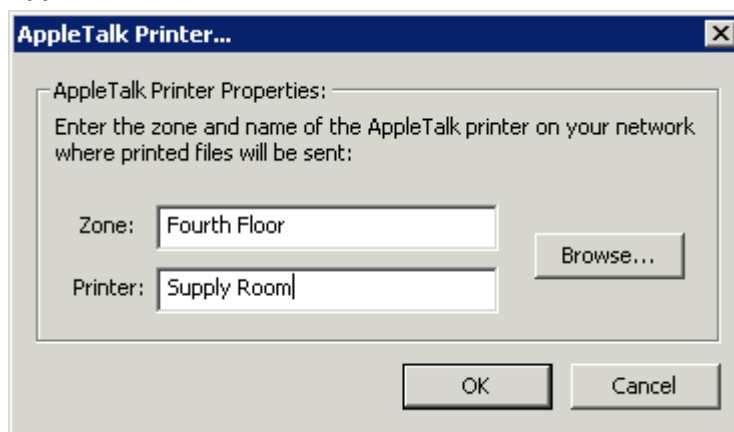 AppleTalk Printer...
AppleTalk Printer Properties:
Enter the zone and name of the AppleTalk printer on your network
where printed files will be sent:
Zone: Fourth Floor
Browse...
Printer: Supply Room
OK Cancel